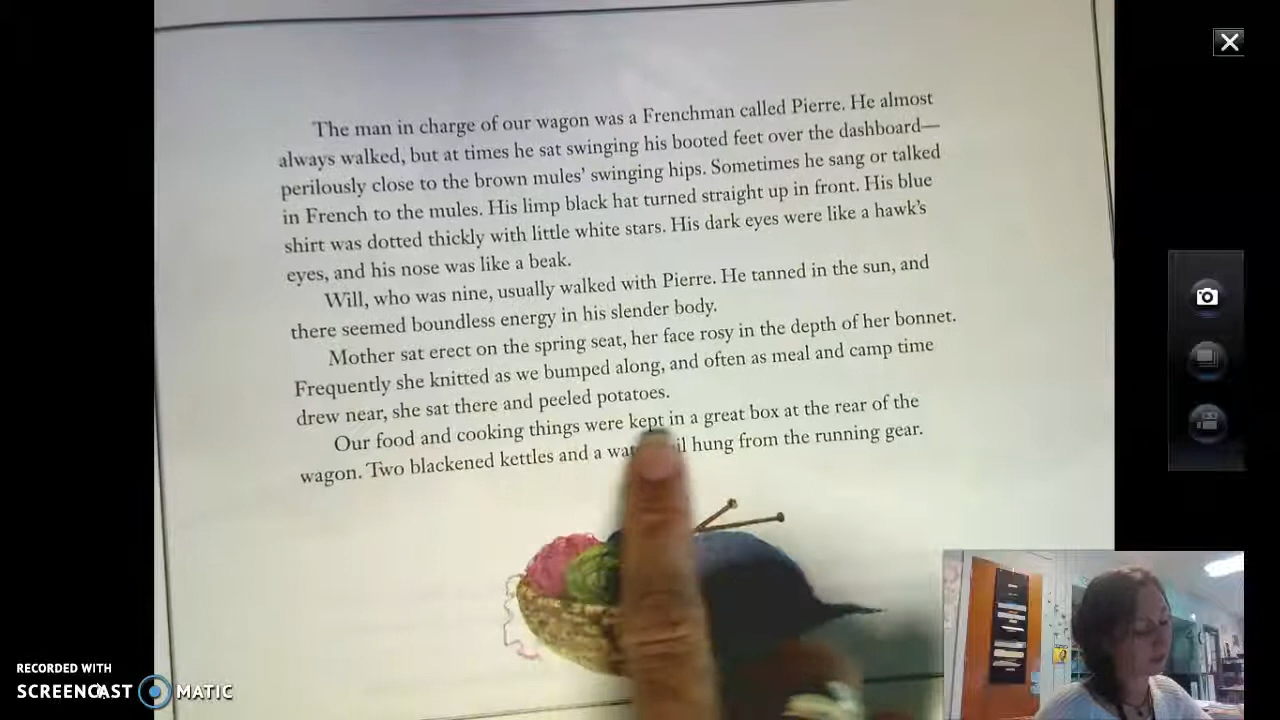 The man in charge of our wagon was a Frenchman called Pierre. He almost
always walked, but at times he sat swinging his booted feet over the dashboard—
perilously close to the brown mules' swinging hips. Sometimes he sang or talked
in French to the mules. His limp black hat turned straight up in front. His blue
shirt was dotted thickly with little white stars. His dark eyes were like a hawk's
eyes, and his nose was like a beak.
Will, who was nine, usually walked with Pierre. He tanned in the sun, and
there seemed boundless energy in his slender body.
Mother sat erect on the spring seat, her face rosy in the depth of her bonnet.
Frequently she knitted as we bumped along, and often as meal and camp time
drew near, she sat there and peeled potatoes.
Our food and cooking things were kept in a great box at the rear of the
wagon. Two blackened kettles and a hung from the running gear.
RECORDED WITH
SCREENCAST MATIC